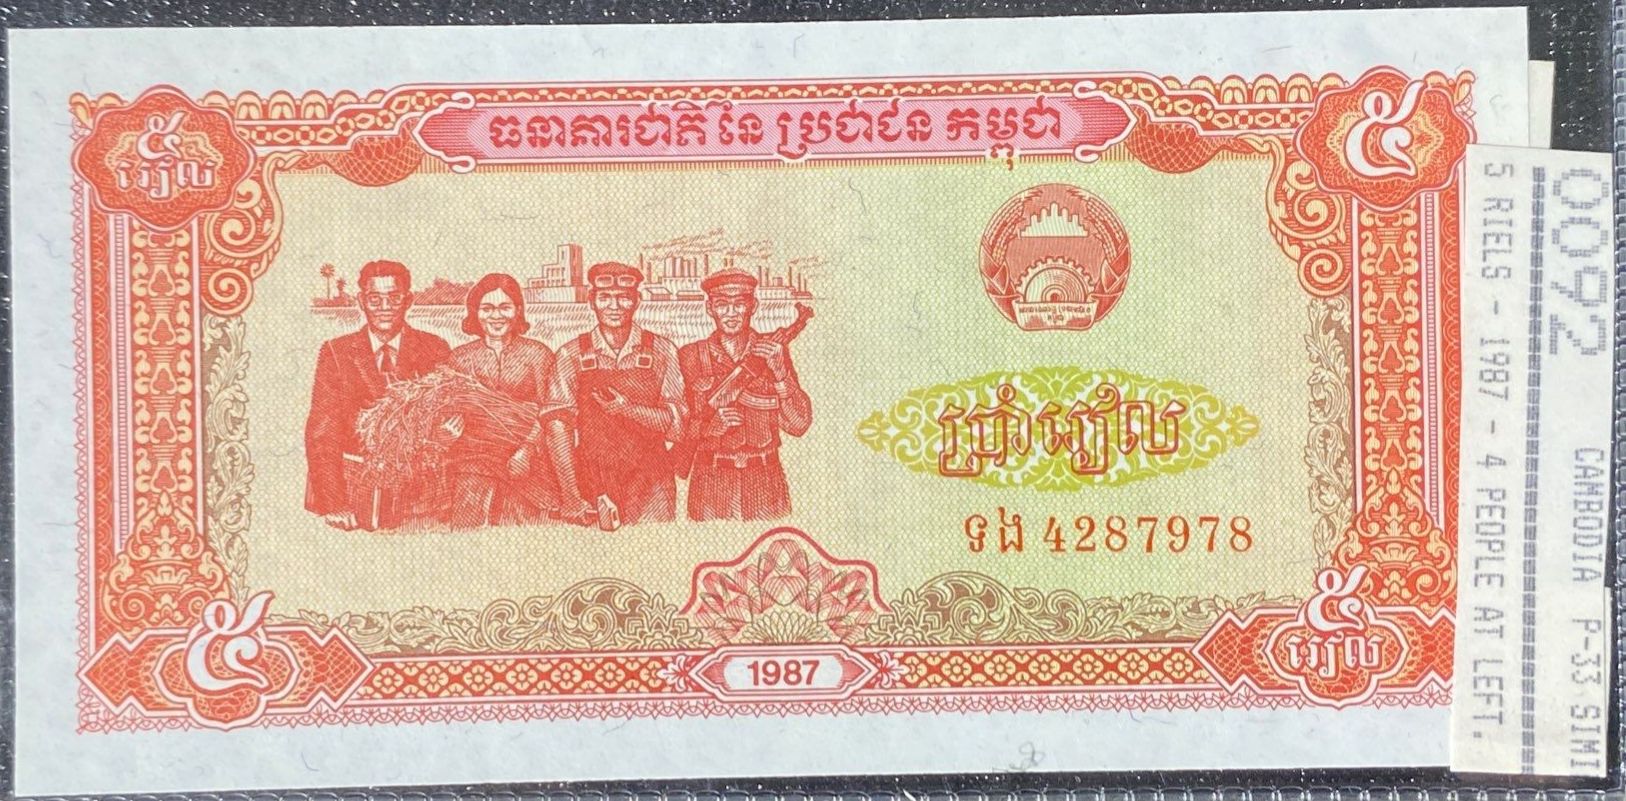 ធនាគារជាតិ នៃ ប្រជាជន កម្ពុជា
៥
រៀល
៥
ប្រាំរៀល
ទង 4287978
៥
1987
៥
រៀល
0092 CAMBODIA P-33 SIMI
5 RIELS - 1987 - 4 PEOPLE AT LEFT.